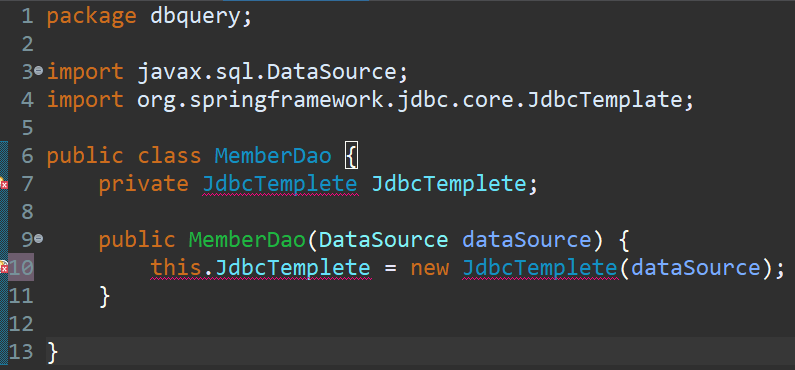 1 package dbquery;
2
3 import javax.sql.DataSource;
4 import org.springframework.jdbc.core.JdbcTemplate;
5
6 public class MemberDao {
7     private JdbcTemplete JdbcTemplete;
8
9     public MemberDao(DataSource dataSource) {
10         this.JdbcTemplete = new JdbcTemplete(dataSource);
11     }
12
13 }